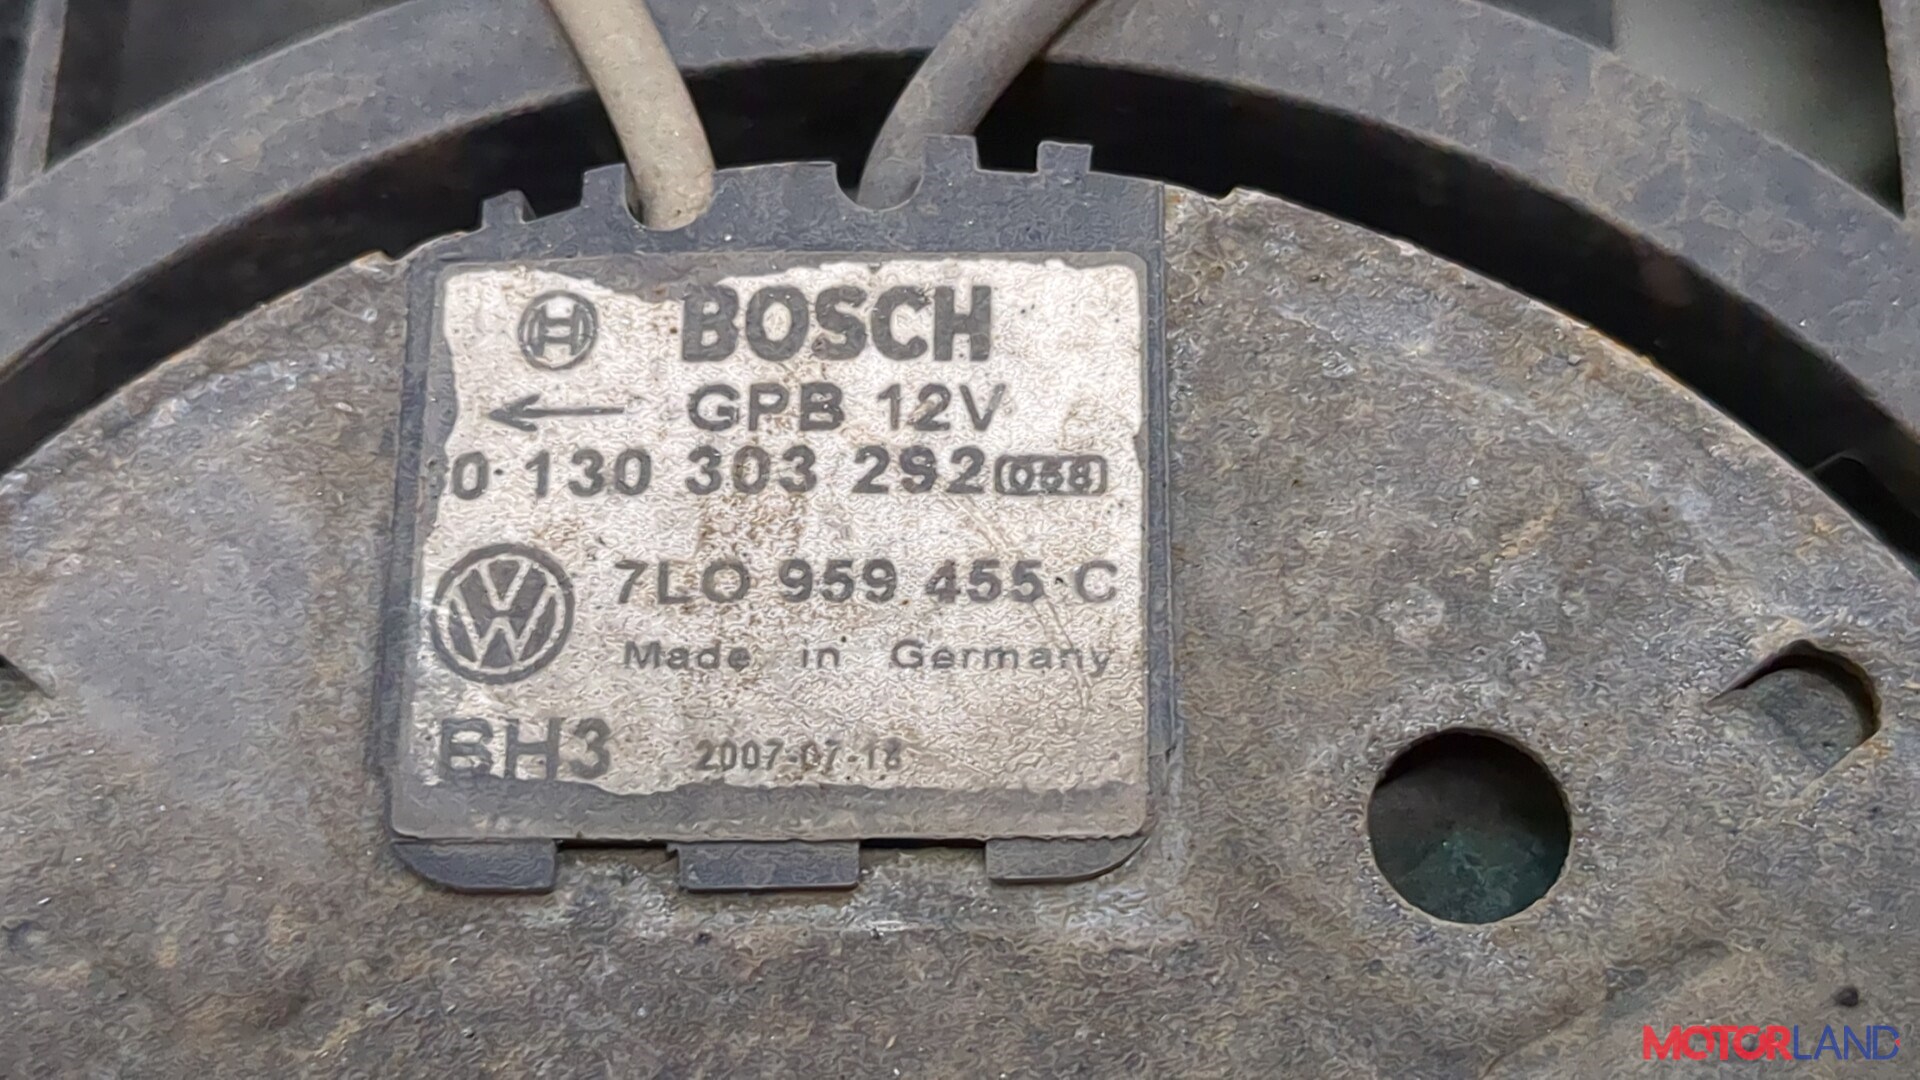 BOSCH
GPB 12V
0 130 303 292 058
7L0 959 455 C
Made in Germany
BH3 2007-07-18
MOTORLAND